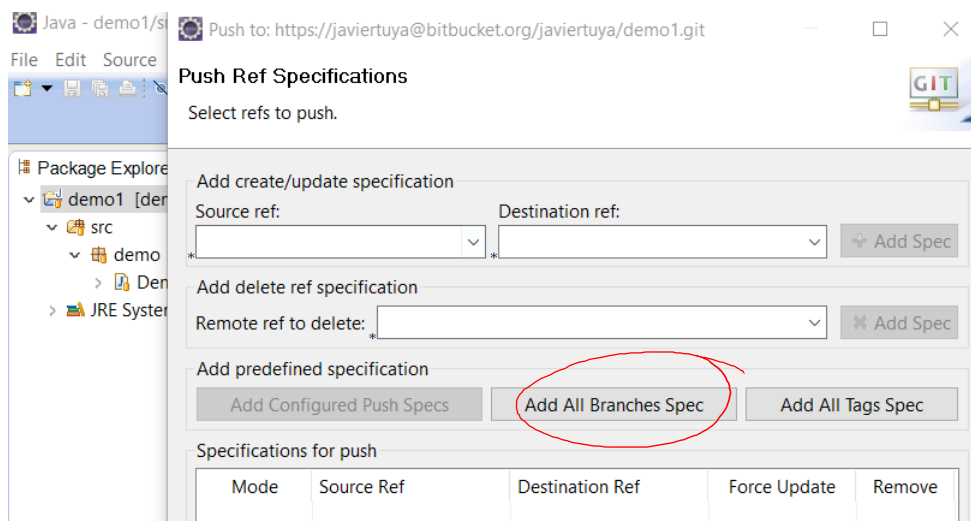 Java - demo1/s
Push to: https://javiertuya@bitbucket.org/javiertuya/demo1.git
File Edit Source
Push Ref Specifications
GIT
Select refs to push.
Package Explore
Add create/update specification
demo1 [der
Source ref:
Destination ref:
src
Add Spec
demo
Add delete ref specification
Den
Remote ref to delete:
Add Spec
JRE System
Add predefined specification
Add Configured Push Specs
Add All Branches Spec
Add All Tags Spec
Specifications for push
Mode Source Ref Destination Ref Force Update Remove